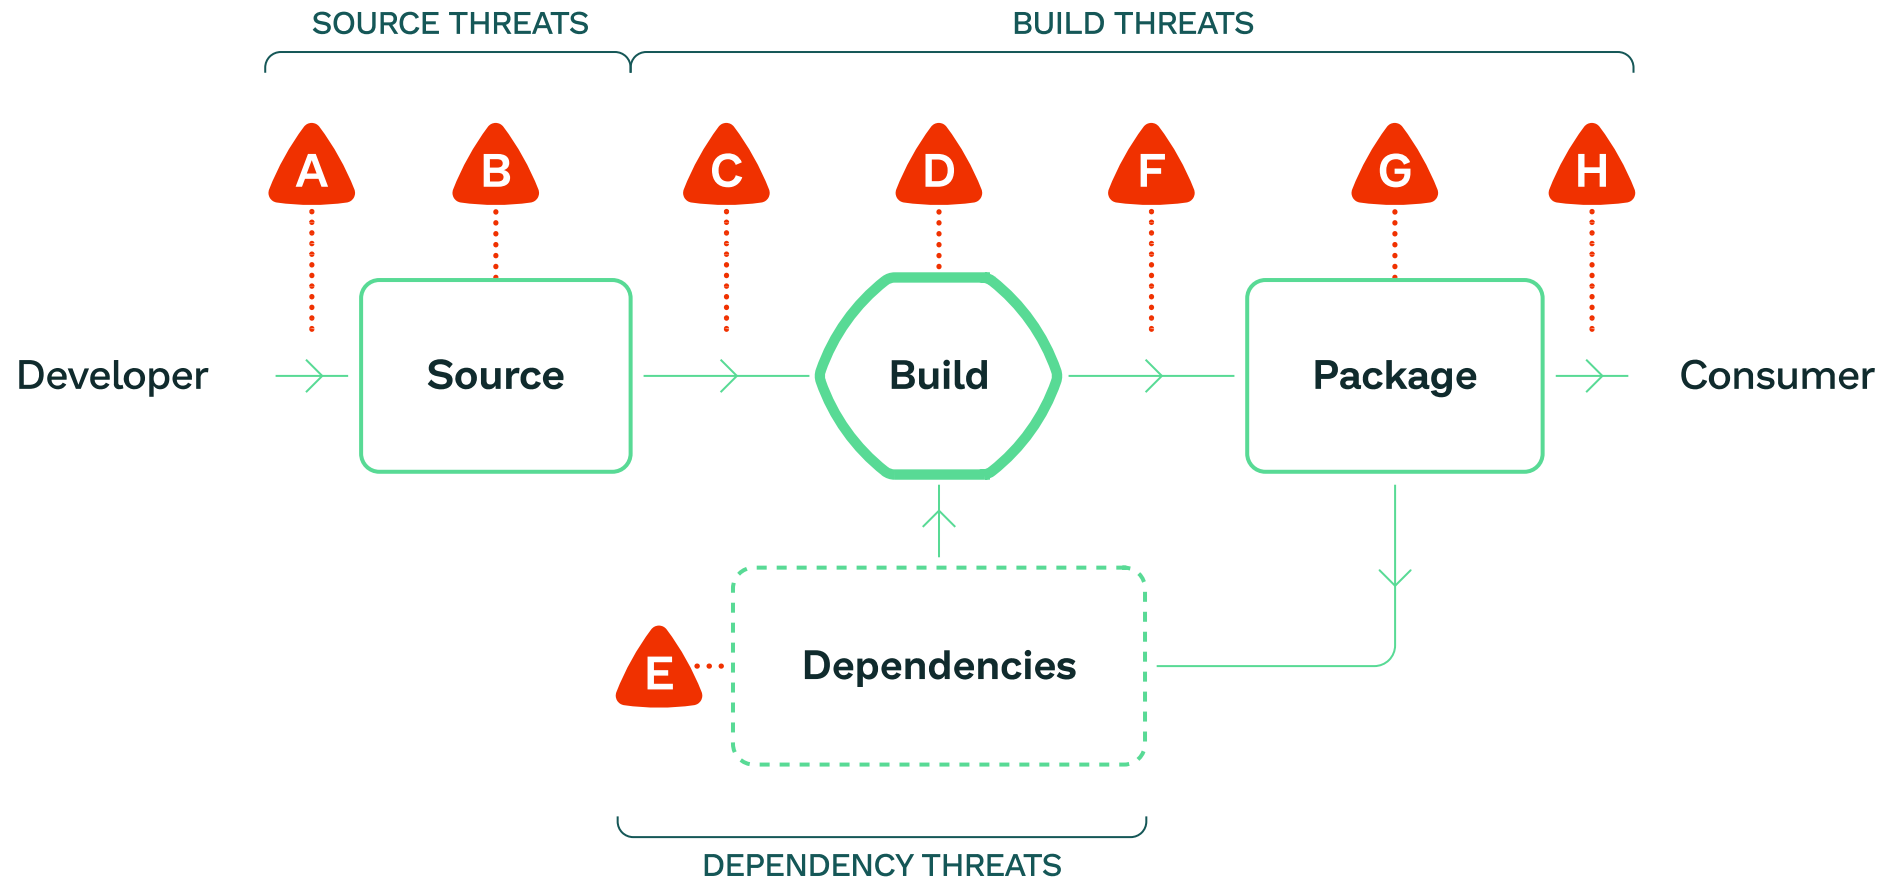 SOURCE THREATS
BUILD THREATS
A
B
C
D
F
G
H
Developer
Source
Build
Package
Consumer
E
Dependencies
DEPENDENCY THREATS